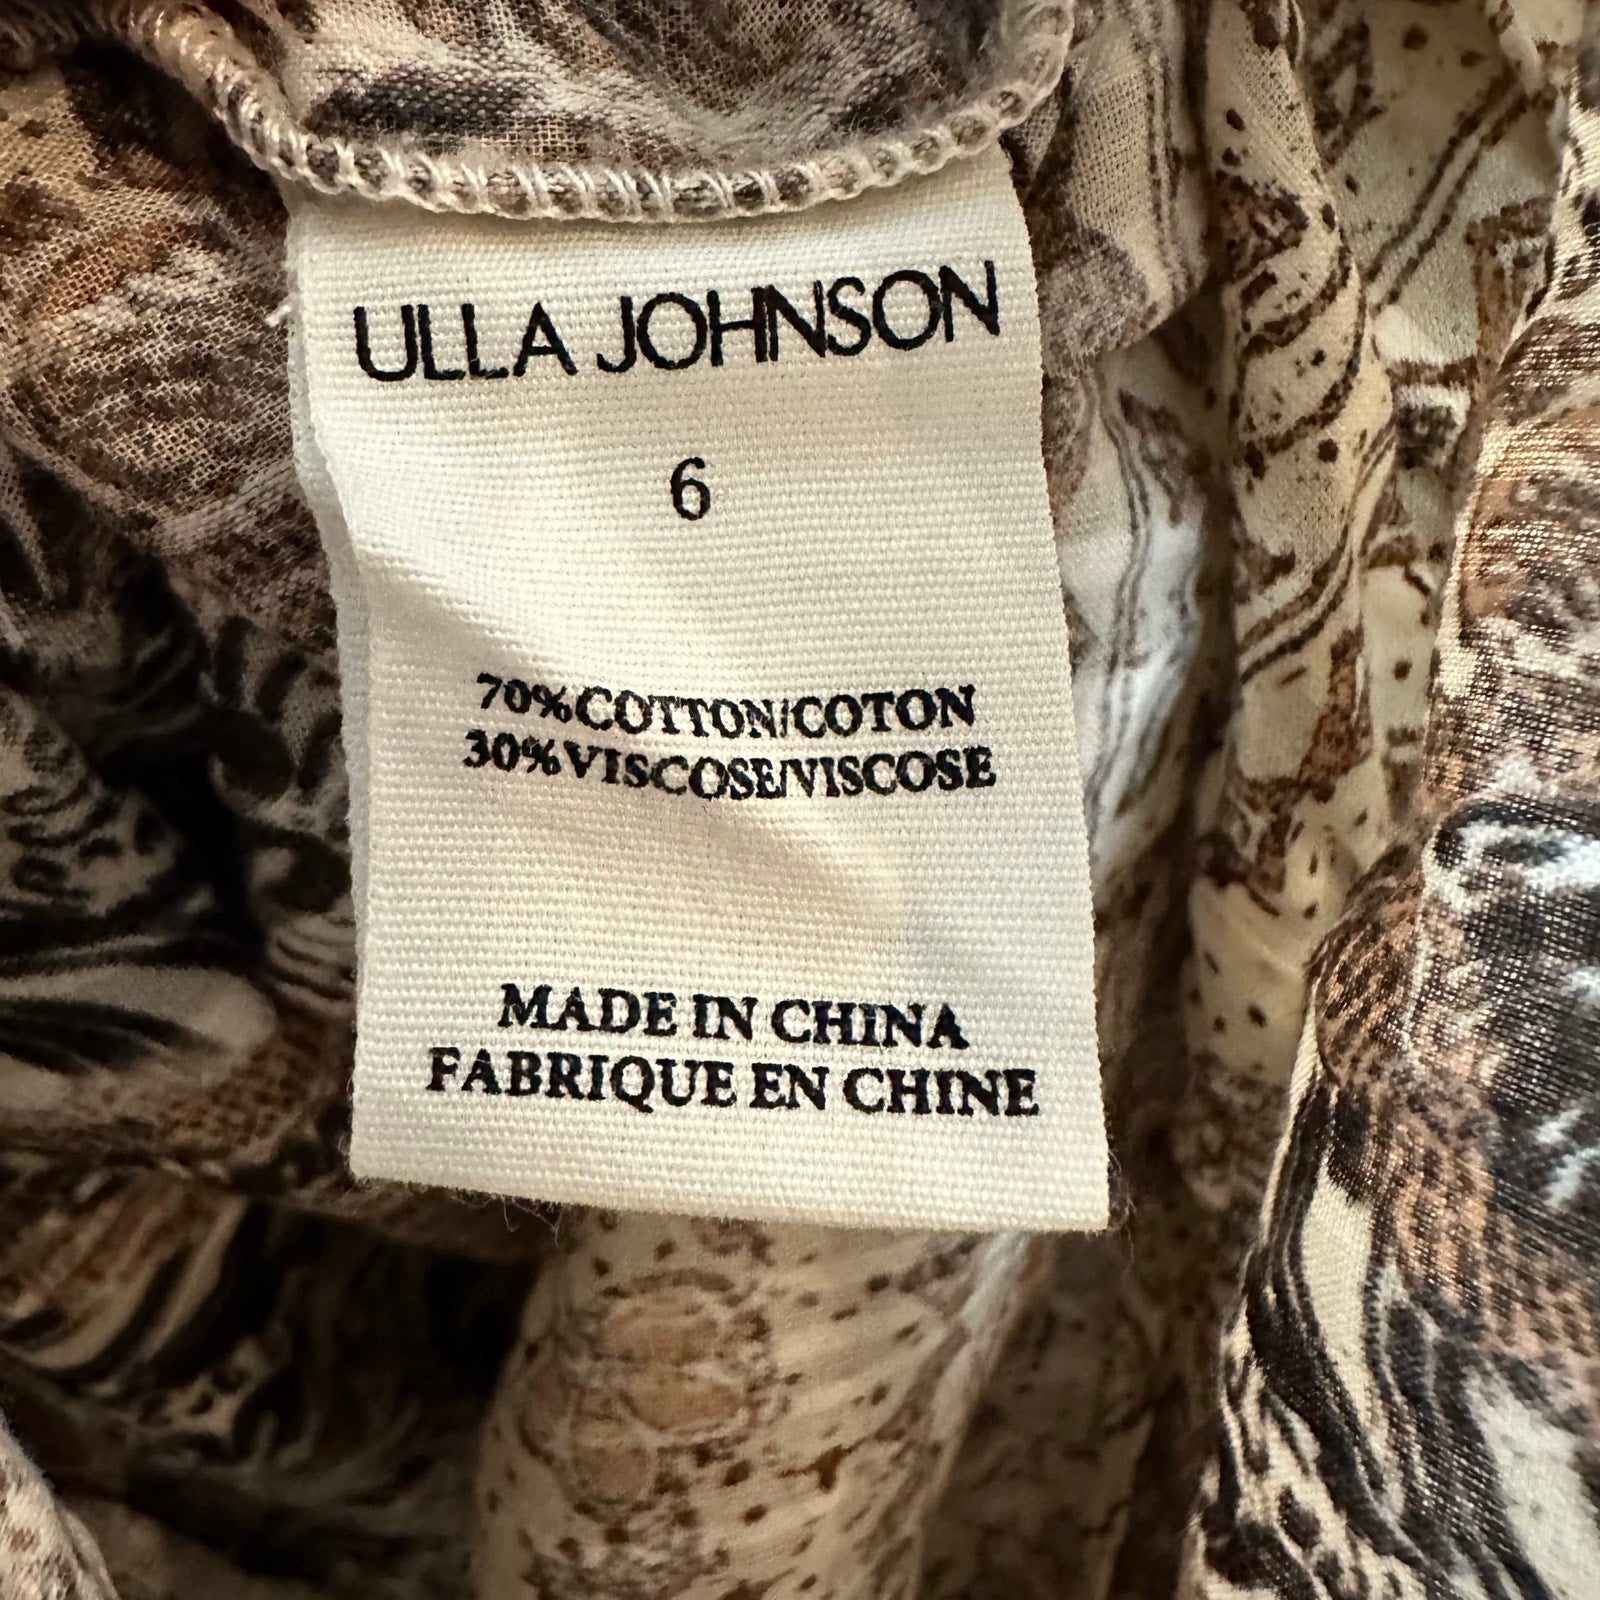 ULLA JOHNSON
6
70%COTTON/COTON
30%VISCOSE/VISCOSE
MADE IN CHINA
FABRIQUE EN CHINE